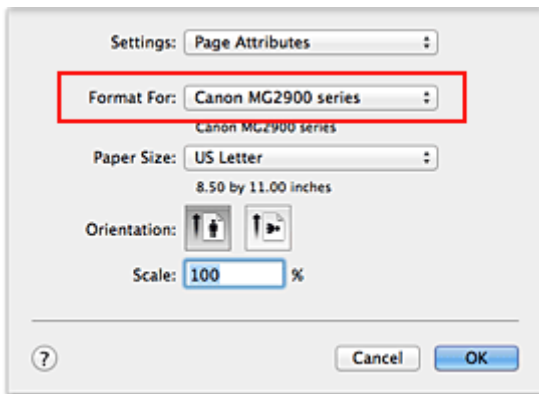 Settings: Page Attributes
Format For: Canon MG2900 series
Canon MG2900 series
Paper Size: US Letter
8.50 by 11.00 inches
Orientation:
Scale: 100 %
? Cancel OK